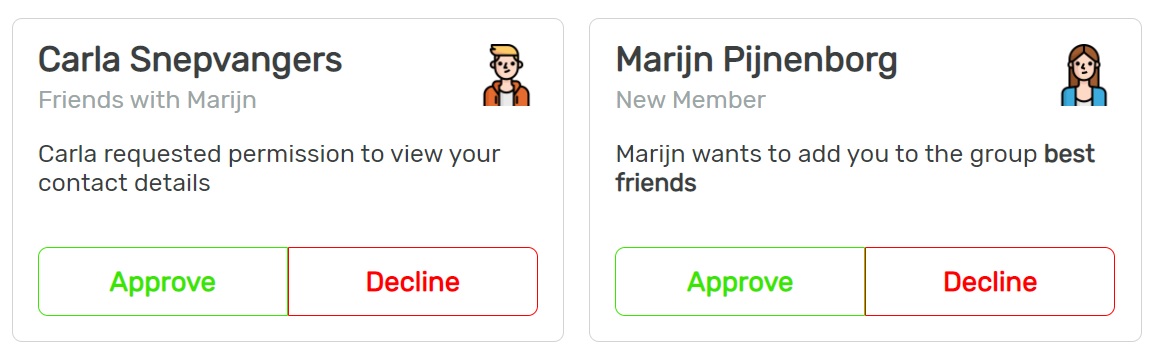 Carla Snepvangers
Friends with Marijn
Carla requested permission to view your
contact details
Approve
Decline
Marijn Pijnenborg
New Member
Marijn wants to add you to the group best
friends
Approve
Decline